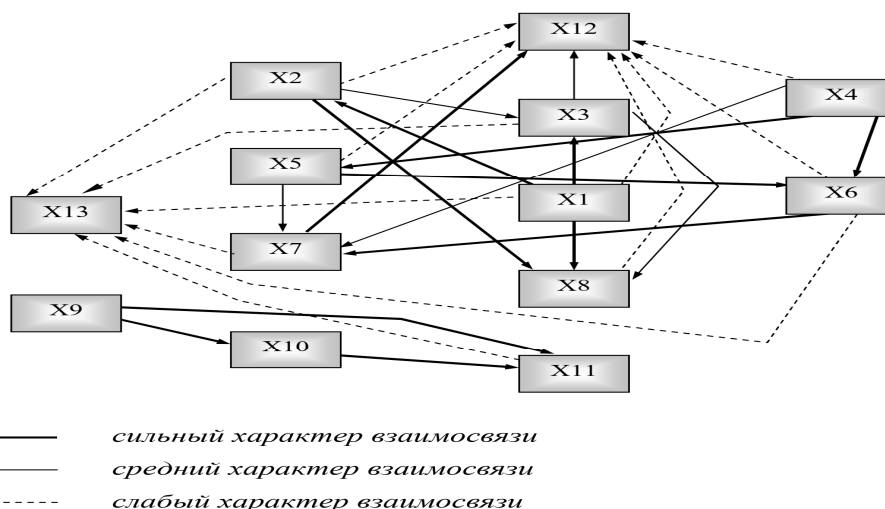 X12
X2
X4
X3
X5
X6
X1
X13
X7
X8
X9
X10
X11
сильный характер взаимосвязи
средний характер взаимосвязи
слабый характер взаимосвязи